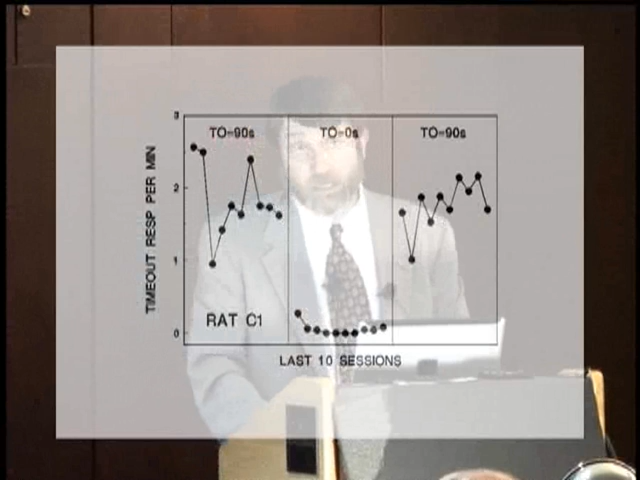 TO=90s TO=0s TO=90s
TIMEOUT RESP PER MIN
3
2
1
0
RAT C1
LAST 10 SESSIONS